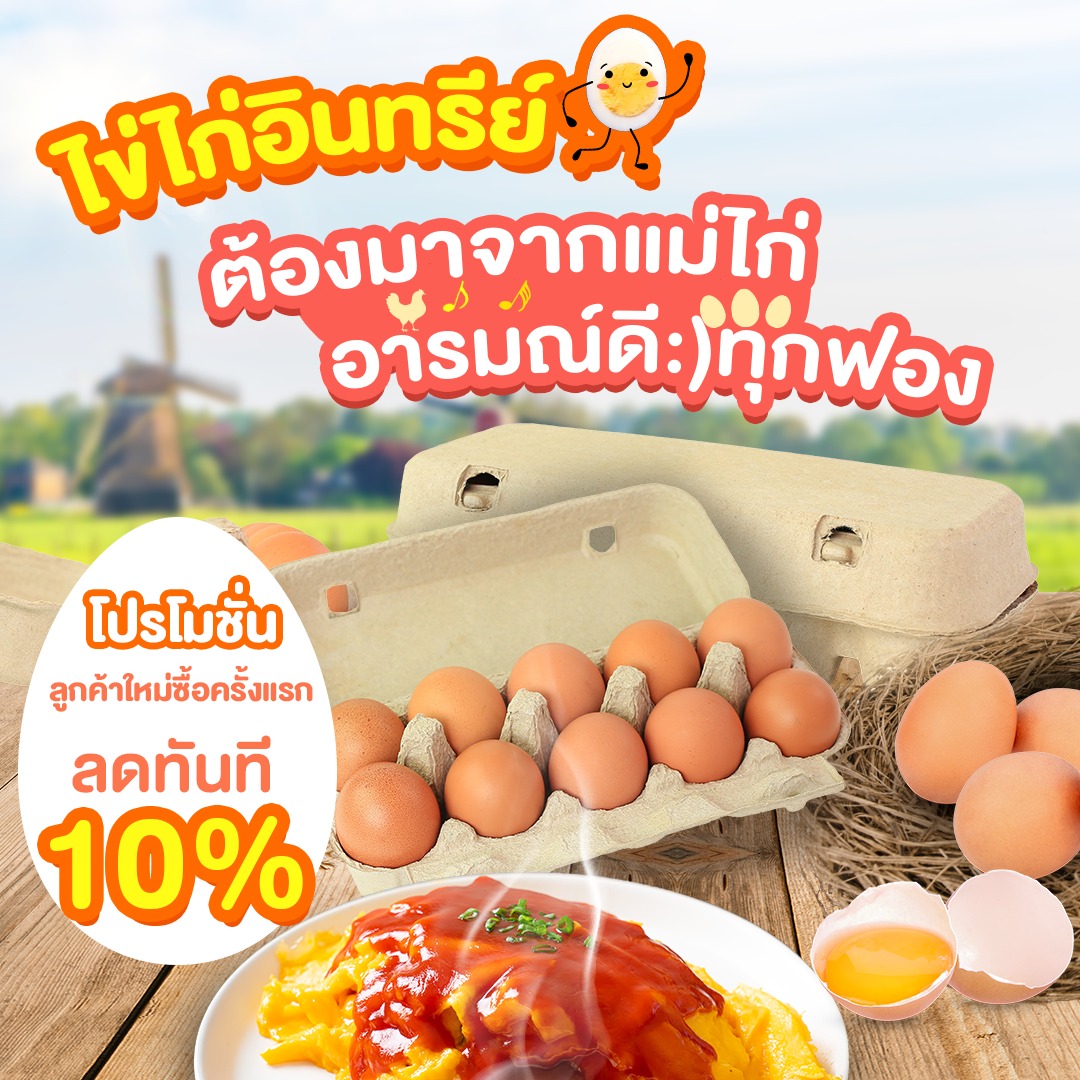 ไข่ไก่อินทรีย์
ต้องมาจากแม่ไก่
อารมณ์ดี:)ทุกฟอง
โปรโมชั่น
ลูกค้าใหม่ซื้อครั้งแรก
ลดทันที
10%